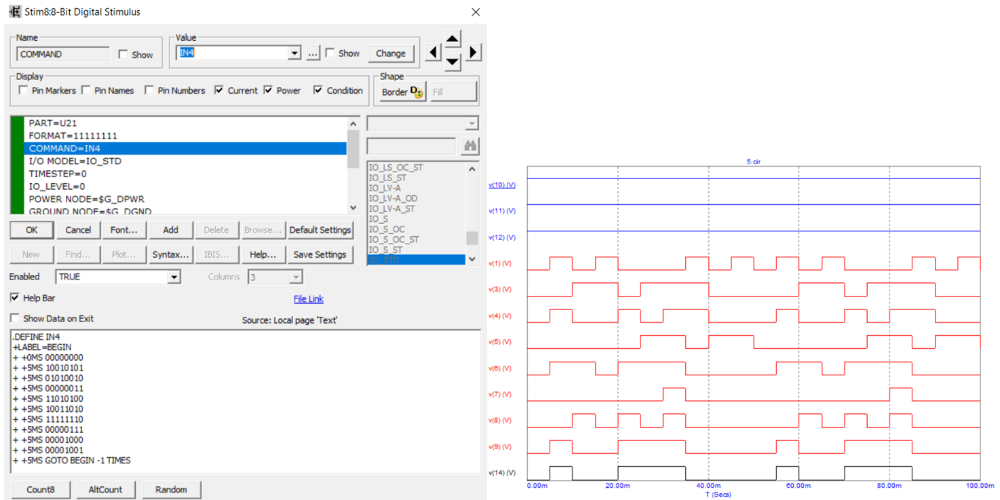 Stim8:8-Bit Digital Stimulus
Name
COMMAND
Show
Value
IN4
...
Show
Change
Display
Pin Markers
Pin Names
Pin Numbers
Current
Power
Condition
Shape
Border
Fill
PART=U21
FORMAT=11111111
COMMAND=IN4
I/O MODEL=IO_STD
TIMESTEP=0
IO_LEVEL=0
POWER NODE=$G_DPWR
GROUND NODE=$G_DGND
IO_LS_OC_ST
IO_LS_ST
IO_LV-A
IO_LV-A_OD
IO_LV-A_ST
IO_S
IO_S_OC
IO_S_OC_ST
IO_S_ST
IO_STD
OK
Cancel
Font...
Add
Delete
Browse...
Default Settings
New
Find...
Plot...
Syntax...
IBIS...
Help...
Save Settings
Enabled
TRUE
Columns
3
Help Bar
File Link
Show Data on Exit
Source: Local page 'Text'
.DEFINE IN4
+LABEL=BEGIN
+ +0MS 00000000
+ +5MS 10010101
+ +5MS 01010010
+ +5MS 00000011
+ +5MS 11010100
+ +5MS 10011010
+ +5MS 11111110
+ +5MS 00000111
+ +5MS 00001000
+ +5MS 00001001
+ +5MS GOTO BEGIN -1 TIMES
Count8
AltCount
Random
5.cir
v(10) (V)
v(11) (V)
v(12) (V)
v(1) (V)
v(3) (V)
v(4) (V)
v(5) (V)
v(6) (V)
v(7) (V)
v(8) (V)
v(9) (V)
v(14) (V)
0.00m
20.00m
40.00m
60.00m
80.00m
100.00m
T (Secs)